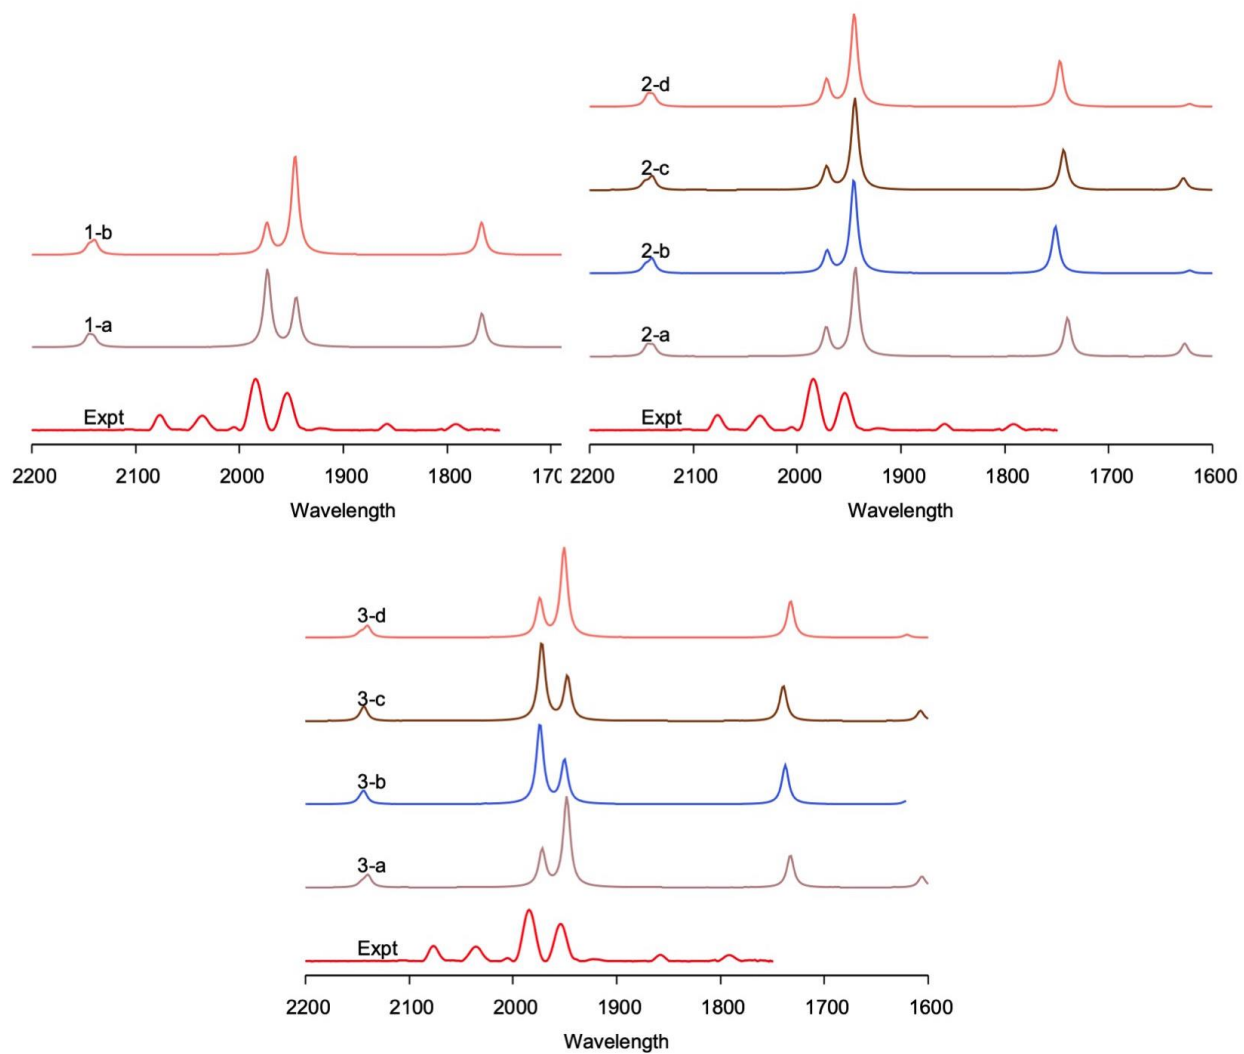 1-b
1-a
Expt
2200 2100 2000 1900 1800 170
Wavelength
2-d
2-c
2-b
2-a
Expt
2200 2100 2000 1900 1800 1700 1600
Wavelength
3-d
3-c
3-b
3-a
Expt
2200 2100 2000 1900 1800 1700 1600
Wavelength